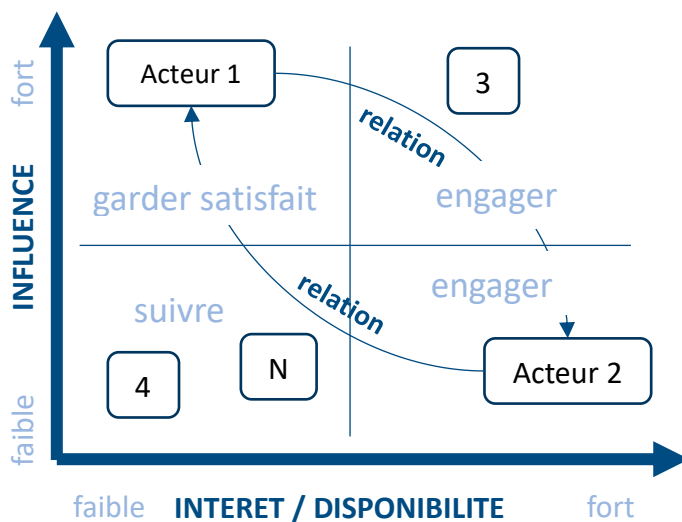 fort
Acteur 1
3
relation
INFLUENCE
garder satisfait
engager
engager
suivre
relation
4
N
Acteur 2
faible
faible
INTERET / DISPONIBILITE
fort